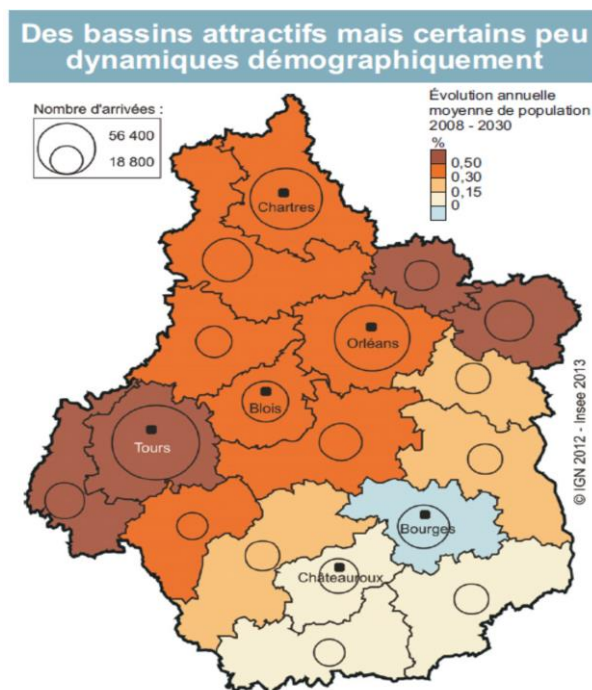 Des bassins attractifs mais certains peu
dynamiques démographiquement
Nombre d'arrivées :
56 400
18 800
Évolution annuelle
moyenne de population
2008 - 2030
%
0,50
0,30
0,15
0
Chartres
Orléans
Blois
Tours
Bourges
Châteauroux
© IGN 2012 - Insee 2013